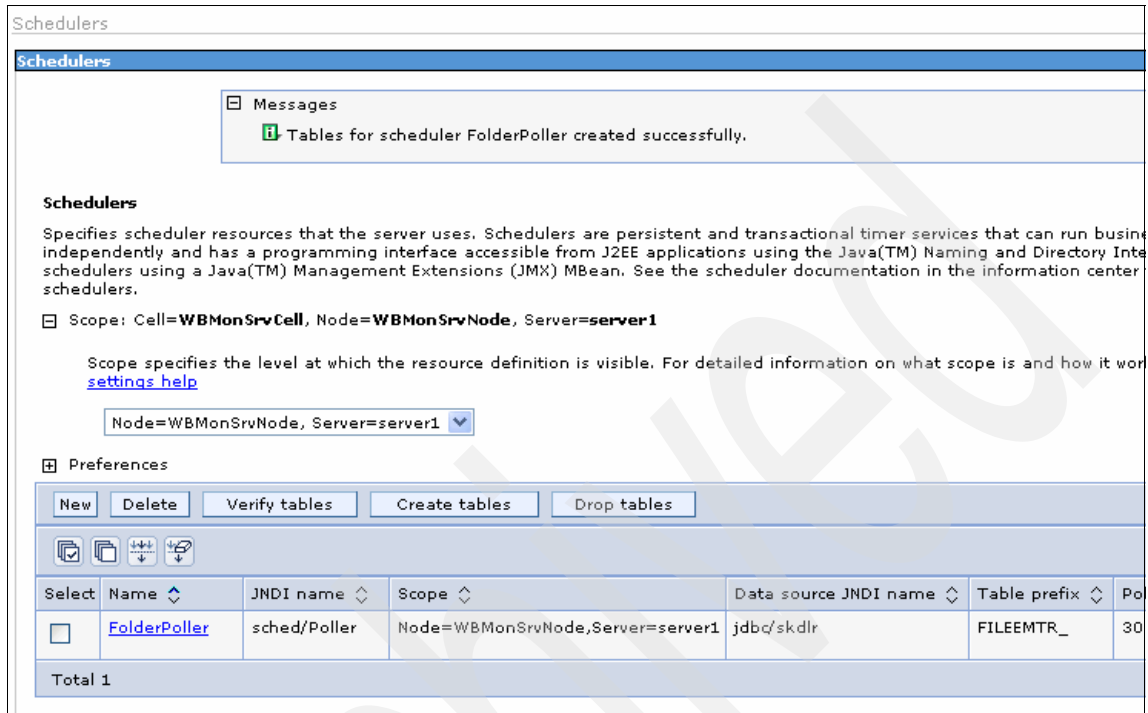 Schedulers
Schedulers
Messages
Tables for scheduler FolderPoller created successfully.
Schedulers
Specifies scheduler resources that the server uses. Schedulers are persistent and transactional timer services that can run
independently and has a programming interface accessible from J2EE applications using the Java(TM) Naming and Directory
schedulers using a Java(TM) Management Extensions (JMX) MBean. See the scheduler documentation in the information center
schedulers.
Scope: Cell=WBMonSrvCell, Node=WBMonSrvNode, Server=server1
Scope specifies the level at which the resource definition is visible. For detailed information on what scope is and how it
settings help
Node=WBMonSrvNode, Server=server1
Preferences
New Delete Verify tables Create tables Drop tables
Select Name JNDI name Scope Data source JNDI name Table prefix
FolderPoller sched/Poller Node=WBMonSrvNode,Server=server1 jdbc/skdlr FILEEMTR_ 30
Total 1